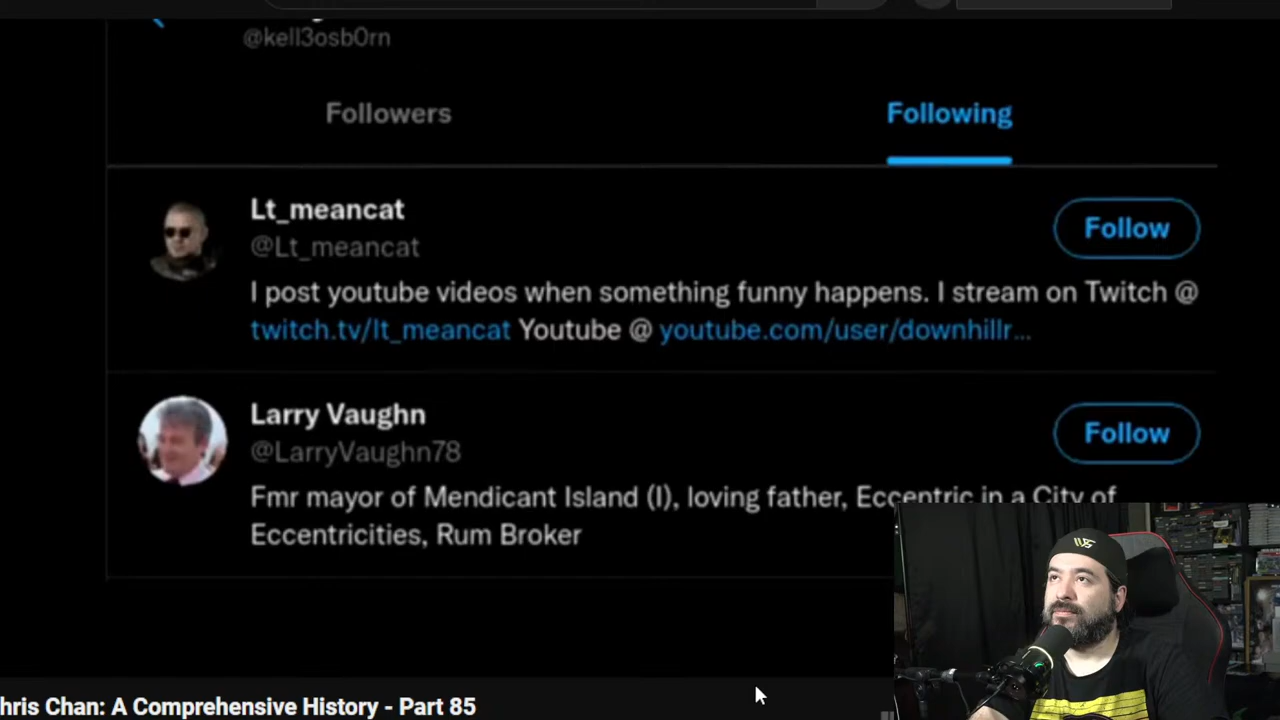 @kell3osb0rn
Followers
Following
Lt_meancat
@Lt_meancat
Follow
I post youtube videos when something funny happens. I stream on Twitch @
twitch.tv/lt_meancat Youtube @ youtube.com/user/downhillr...
Larry Vaughn
@LarryVaughn78
Follow
Fmr mayor of Mendicant Island (I), loving father, Eccentric in a City of
Eccentricities, Rum Broker
hris Chan: A Comprehensive History - Part 85